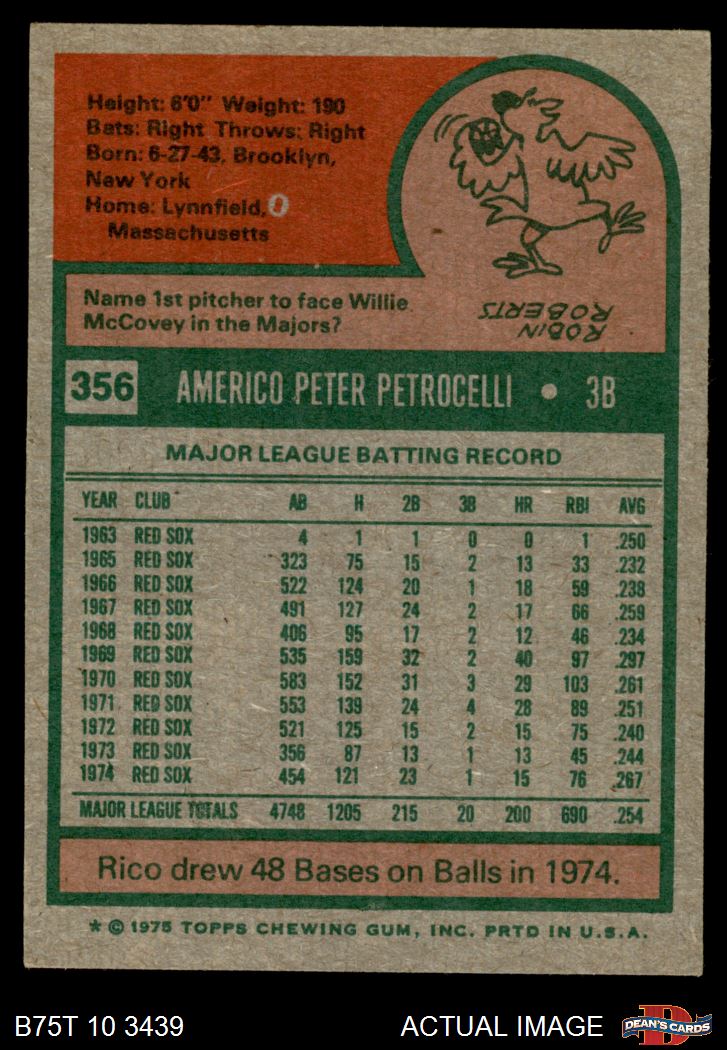 Height: 6'0" Weight: 190
Bats: Right Throws: Right
Born: 6-27-43, Brooklyn,
New York
Home: Lynnfield,
Massachusetts
Name 1st pitcher to face Willie
McCovey in the Majors?
ROBIN
ROBERTS
356 AMERICO PETER PETROCELLI • 3B
MAJOR LEAGUE BATTING RECORD
YEAR CLUB AB H 2B 3B HR RBI AVG
1963 RED SOX 4 1 1 0 0 1 .250
1965 RED SOX 323 75 15 2 13 33 .232
1966 RED SOX 522 124 20 1 18 59 .238
1967 RED SOX 491 127 24 2 17 66 .259
1968 RED SOX 406 95 17 2 12 46 .234
1969 RED SOX 535 159 32 2 40 97 .297
1970 RED SOX 583 152 31 3 29 103 .261
1971 RED SOX 553 139 24 4 28 89 .251
1972 RED SOX 521 125 15 2 15 75 .240
1973 RED SOX 356 87 13 1 13 45 .244
1974 RED SOX 454 121 23 1 15 76 .267
MAJOR LEAGUE TOTALS 4748 1205 215 20 200 690 .254
Rico drew 48 Bases on Balls in 1974.
* © 1975 TOPPS CHEWING GUM, INC. PRTD IN U.S.A.
B75T 10 3439 ACTUAL IMAGE D DEAN'S CARDS